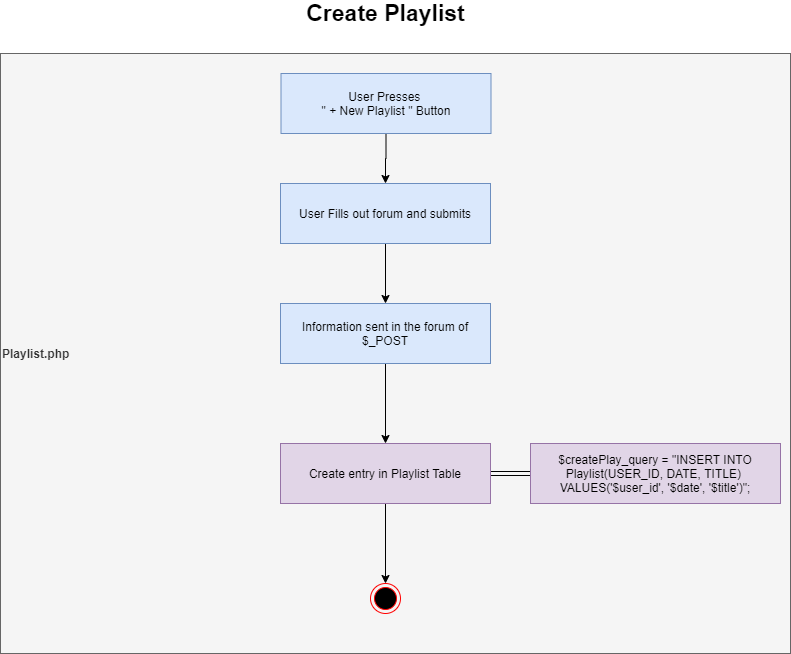 Create Playlist
User Presses
" + New Playlist " Button
User Fills out forum and submits
Information sent in the forum of
$_POST
Playlist.php
Create entry in Playlist Table
$createPlay_query = "INSERT INTO
Playlist(USER_ID, DATE, TITLE)
VALUES('$user_id', '$date', '$title')";